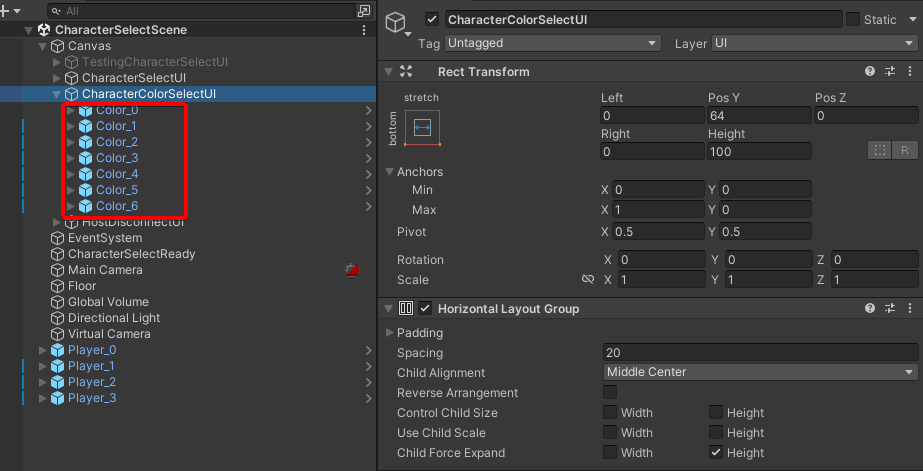 All
CharacterSelectScene
Canvas
TestingCharacterSelectUI
CharacterSelectUI
CharacterColorSelectUI
Color_0
Color_1
Color_2
Color_3
Color_4
Color_5
Color_6
HostDisconnectUI
EventSystem
CharacterSelectReady
Main Camera
Floor
Global Volume
Directional Light
Virtual Camera
Player_0
Player_1
Player_2
Player_3
CharacterColorSelectUI Static
Tag Untagged Layer UI
Rect Transform
stretch
bottom
Left Pos Y Pos Z
0 64 0
Right Height
0 100 R
Anchors
Min X 0 Y 0
Max X 1 Y 0
Pivot X 0.5 Y 0.5
Rotation X 0 Y 0 Z 0
Scale X 1 Y 1 Z 1
Horizontal Layout Group
Padding
Spacing 20
Child Alignment Middle Center
Reverse Arrangement
Control Child Size Width Height
Use Child Scale Width Height
Child Force Expand Width Height